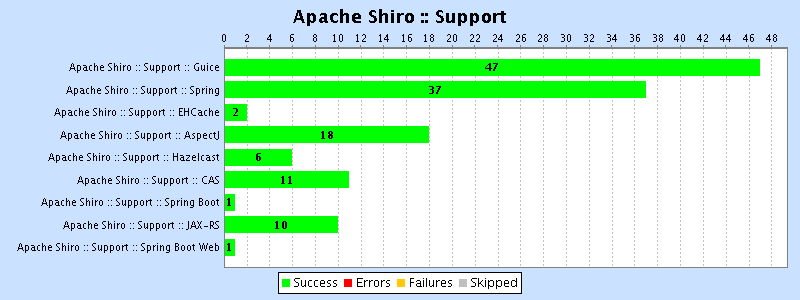 Apache Shiro :: Support
0 2 4 6 8 10 12 14 16 18 20 22 24 26 28 30 32 34 36 38 40 42 44 46 48
Apache Shiro :: Support :: Guice 47
Apache Shiro :: Support :: Spring 37
Apache Shiro :: Support :: EHCache 2
Apache Shiro :: Support :: AspectJ 18
Apache Shiro :: Support :: Hazelcast 6
Apache Shiro :: Support :: CAS 11
Apache Shiro :: Support :: Spring Boot 1
Apache Shiro :: Support :: JAX-RS 10
Apache Shiro :: Support :: Spring Boot Web 1
Success Errors Failures Skipped